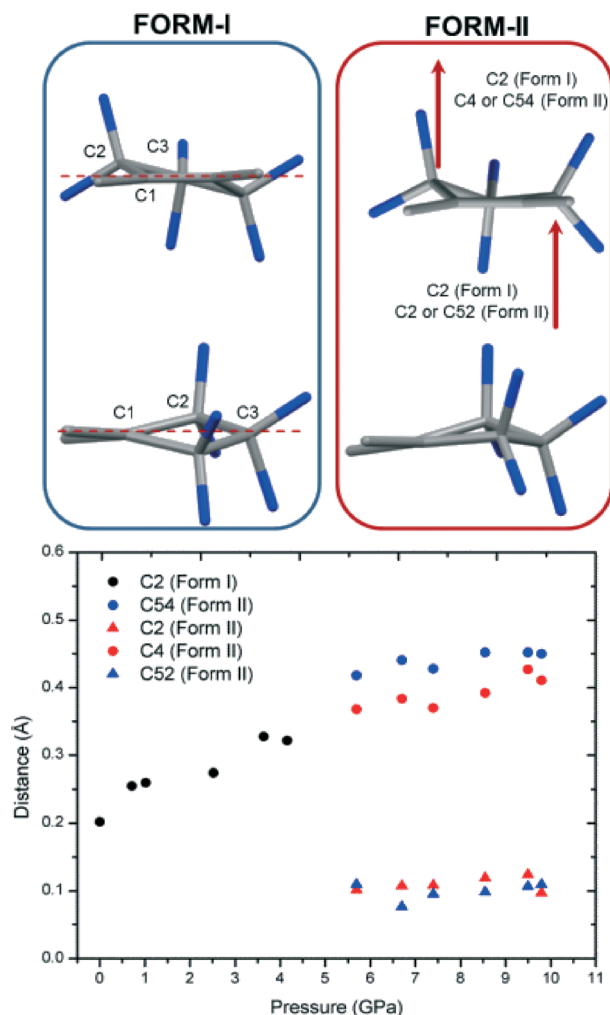 FORM-I
FORM-II
C2
C3
C1
C2 (Form I)
C4 or C54 (Form II)
C2 (Form I)
C2 or C52 (Form II)
C1
C2
C3
0.6
0.5
0.4
0.3
0.2
0.1
0.0
Distance (Å)
C2 (Form I)
C54 (Form II)
C2 (Form II)
C4 (Form II)
C52 (Form II)
0 1 2 3 4 5 6 7 8 9 10 11
Pressure (GPa)